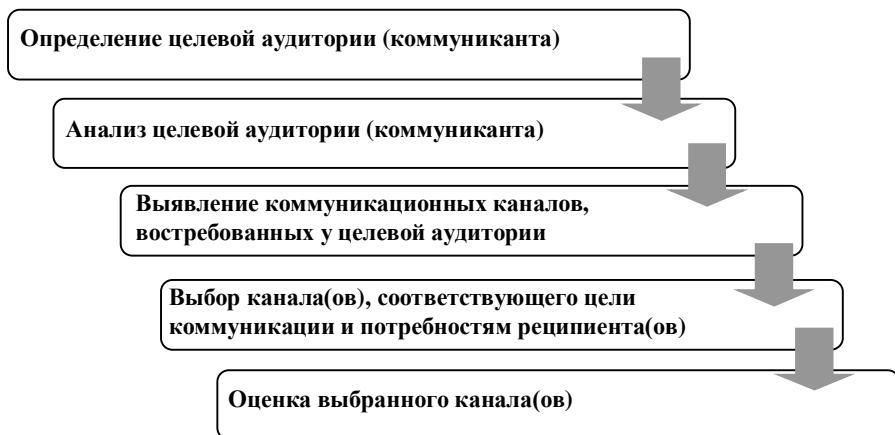 Определение целевой аудитории (коммуниканта)
Анализ целевой аудитории (коммуниканта)
Выявление коммуникационных каналов,
востребованных у целевой аудитории
Выбор канала(ов), соответствующего цели
коммуникации и потребностям реципиента(ов)
Оценка выбранного канала(ов)